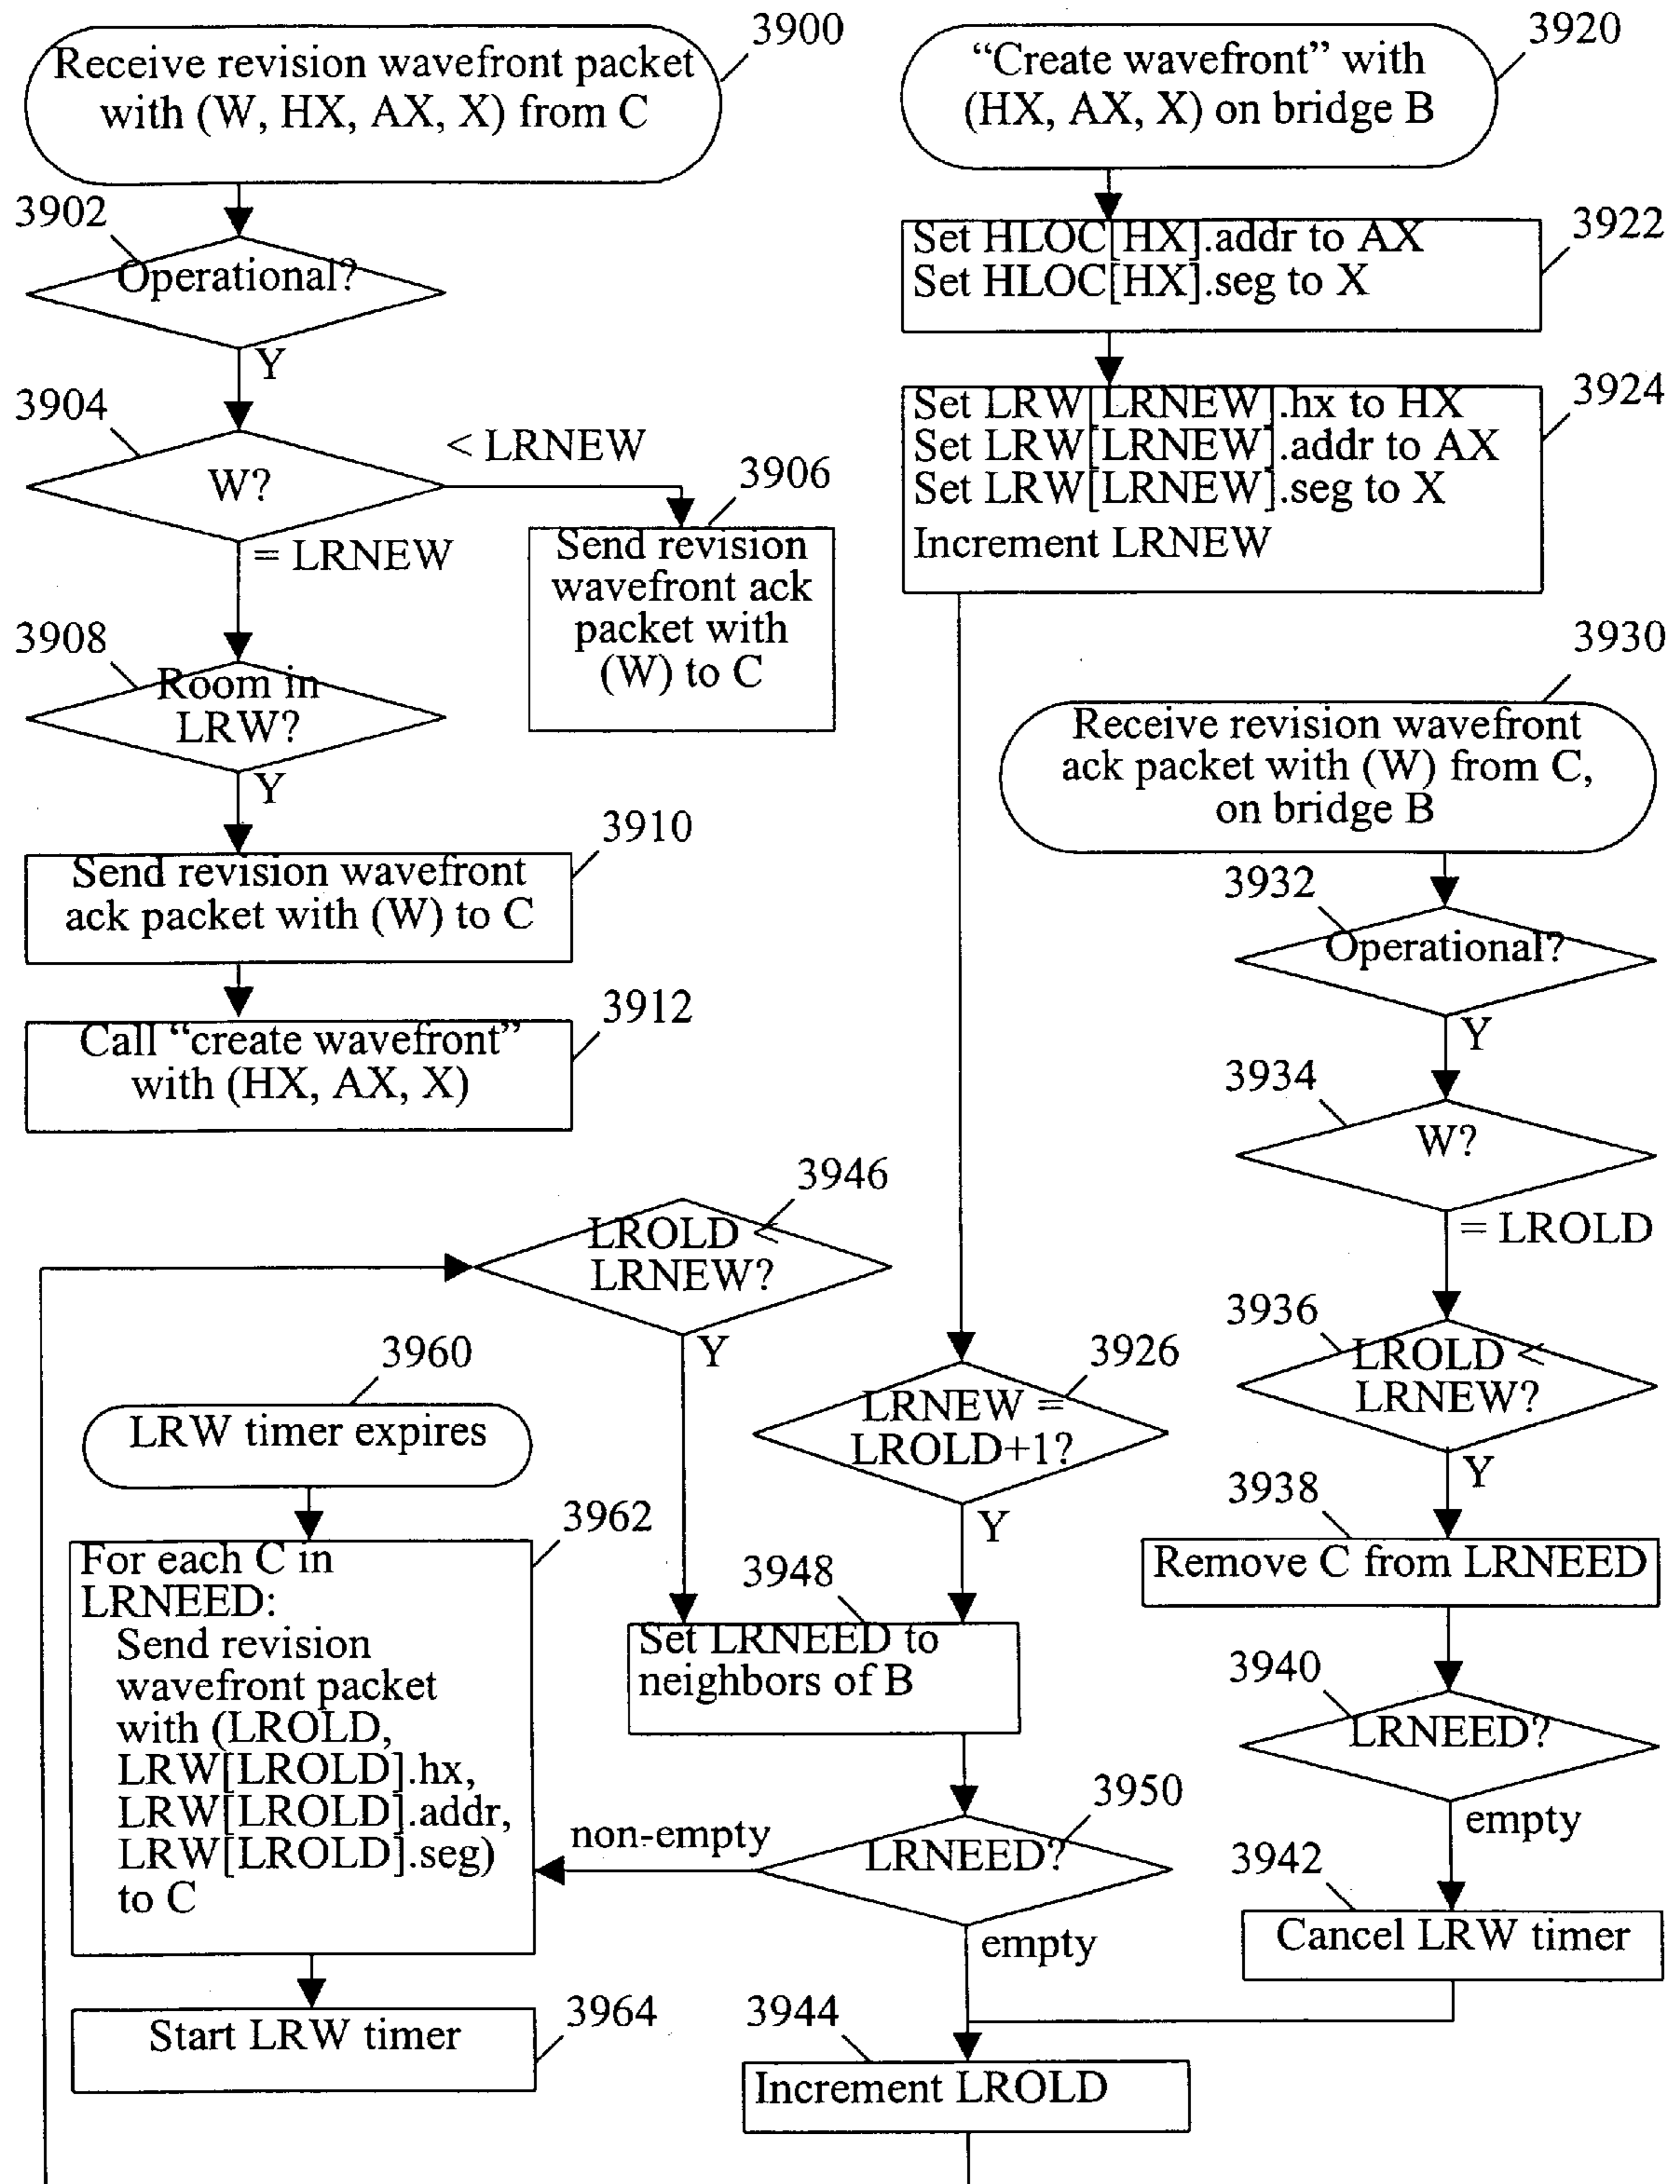 3900
Receive revision wavefront packet
with (W, HX, AX, X) from C
3902
Operational?
Y
3904
W?
< LRNEW
3906
Send revision
wavefront ack
packet with
(W) to C
= LRNEW
3908
Room in
LRW?
Y
3910
Send revision wavefront
ack packet with (W) to C
3912
Call “create wavefront”
with (HX, AX, X)
3920
“Create wavefront” with
(HX, AX, X) on bridge B
3922
Set HLOC[HX].addr to AX
Set HLOC[HX].seg to X
3924
Set LRW[LRNEW].hx to HX
Set LRW[LRNEW].addr to AX
Set LRW[LRNEW].seg to X
Increment LRNEW
3930
Receive revision wavefront
ack packet with (W) from C,
on bridge B
3932
Operational?
Y
3934
W?
= LROLD
3936
LROLD <
LRNEW?
Y
3938
Remove C from LRNEED
3940
LRNEED?
empty
3942
Cancel LRW timer
3946
LROLD <
LRNEW?
Y
3926
LRNEW =
LROLD+1?
Y
3948
Set LRNEED to
neighbors of B
3950
LRNEED?
non-empty
empty
3944
Increment LROLD
3960
LRW timer expires
3962
For each C in
LRNEED:
Send revision
wavefront packet
with (LROLD,
LRW[LROLD].hx,
LRW[LROLD].addr,
LRW[LROLD].seg)
to C
3964
Start LRW timer